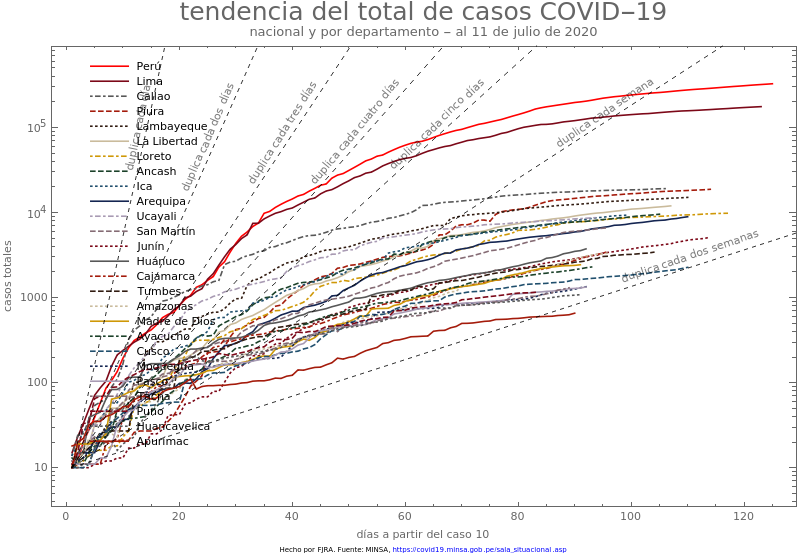 tendencia del total de casos COVID−19
nacional y por departamento − al 11 de julio de 2020
Perú
Lima
Callao
Piura
Lambayeque
La Libertad
Loreto
Ancash
Ica
Arequipa
Ucayali
San Martín
Junín
Huánuco
Cajamarca
Tumbes
Amazonas
Madre de Dios
Ayacucho
Cusco
Moquegua
Pasco
Tacna
Puno
Huancavelica
Apurimac
duplica cada día
duplica cada dos días
duplica cada tres días
duplica cada cuatro días
duplica cada cinco días
duplica cada semana
duplica cada dos semanas
casos totales
10^5
10^4
1000
100
10
0 20 40 60 80 100 120
días a partir del caso 10
Hecho por FJRA. Fuente: MINSA, https://covid19.minsa.gob.pe/sala_situacional.asp